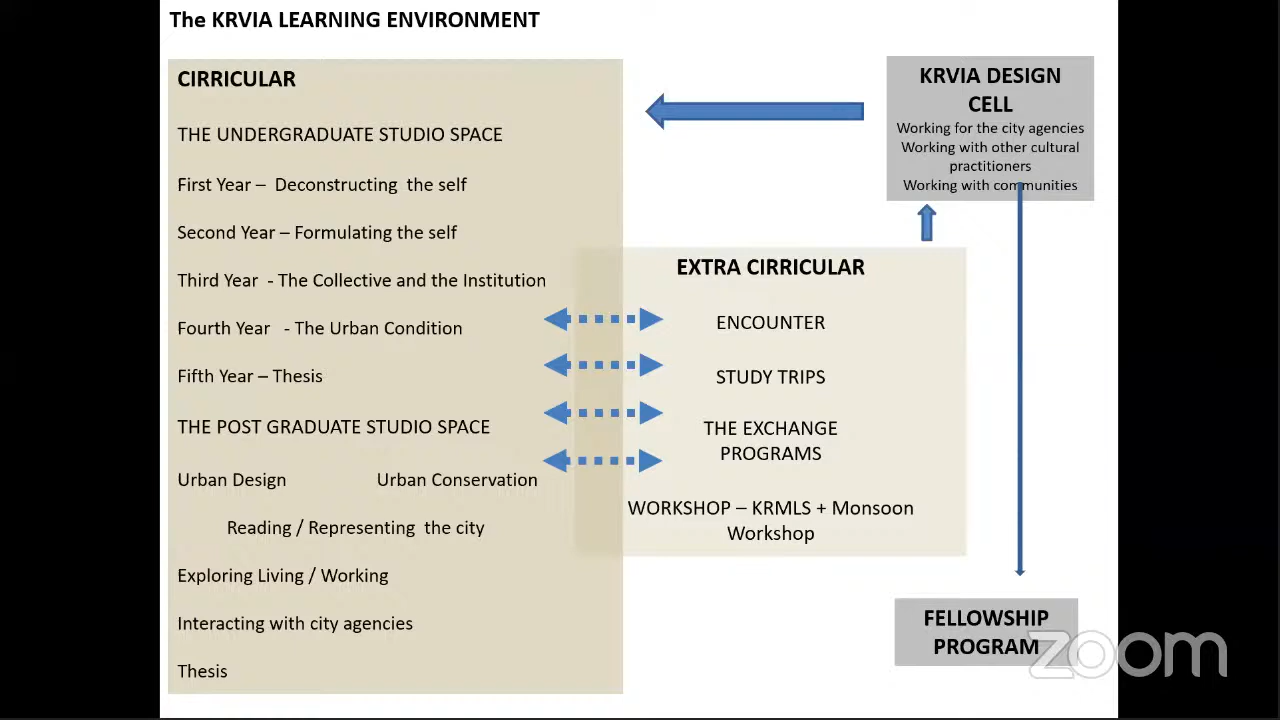 The KRVIA LEARNING ENVIRONMENT
CIRRICULAR
THE UNDERGRADUATE STUDIO SPACE
First Year – Deconstructing the self
Second Year – Formulating the self
Third Year - The Collective and the Institution
Fourth Year - The Urban Condition
Fifth Year – Thesis
THE POST GRADUATE STUDIO SPACE
Urban Design Urban Conservation
Reading / Representing the city
Exploring Living / Working
Interacting with city agencies
Thesis
EXTRA CIRRICULAR
ENCOUNTER
STUDY TRIPS
THE EXCHANGE
PROGRAMS
WORKSHOP – KRMLS + Monsoon
Workshop
KRVIA DESIGN
CELL
Working for the city agencies
Working with other cultural
practitioners
Working with communities
FELLOWSHIP
PROGRAM
zoom